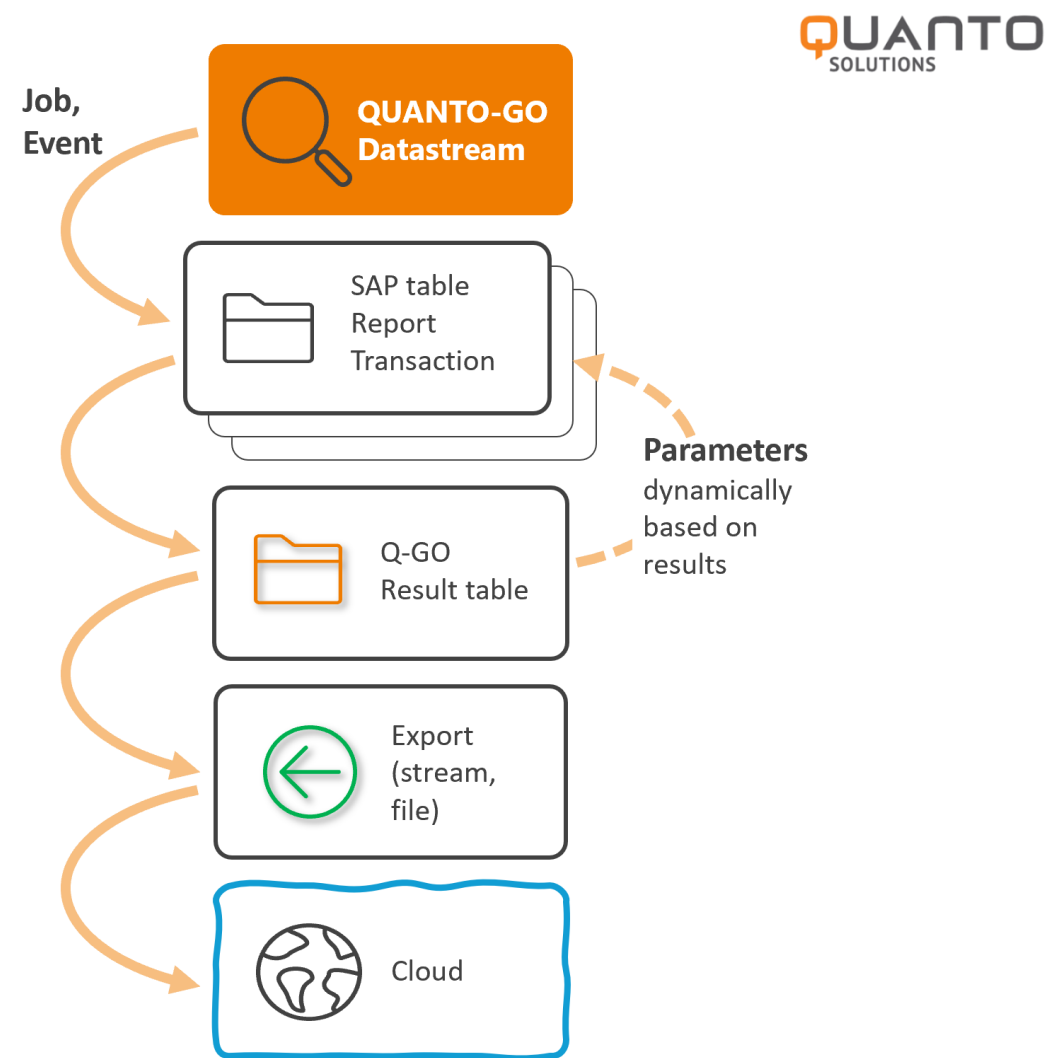 QUANTO
SOLUTIONS
Job,
Event
QUANTO-GO
Datastream
SAP table
Report
Transaction
Parameters
dynamically
based on
results
Q-GO
Result table
Export
(stream,
file)
Cloud